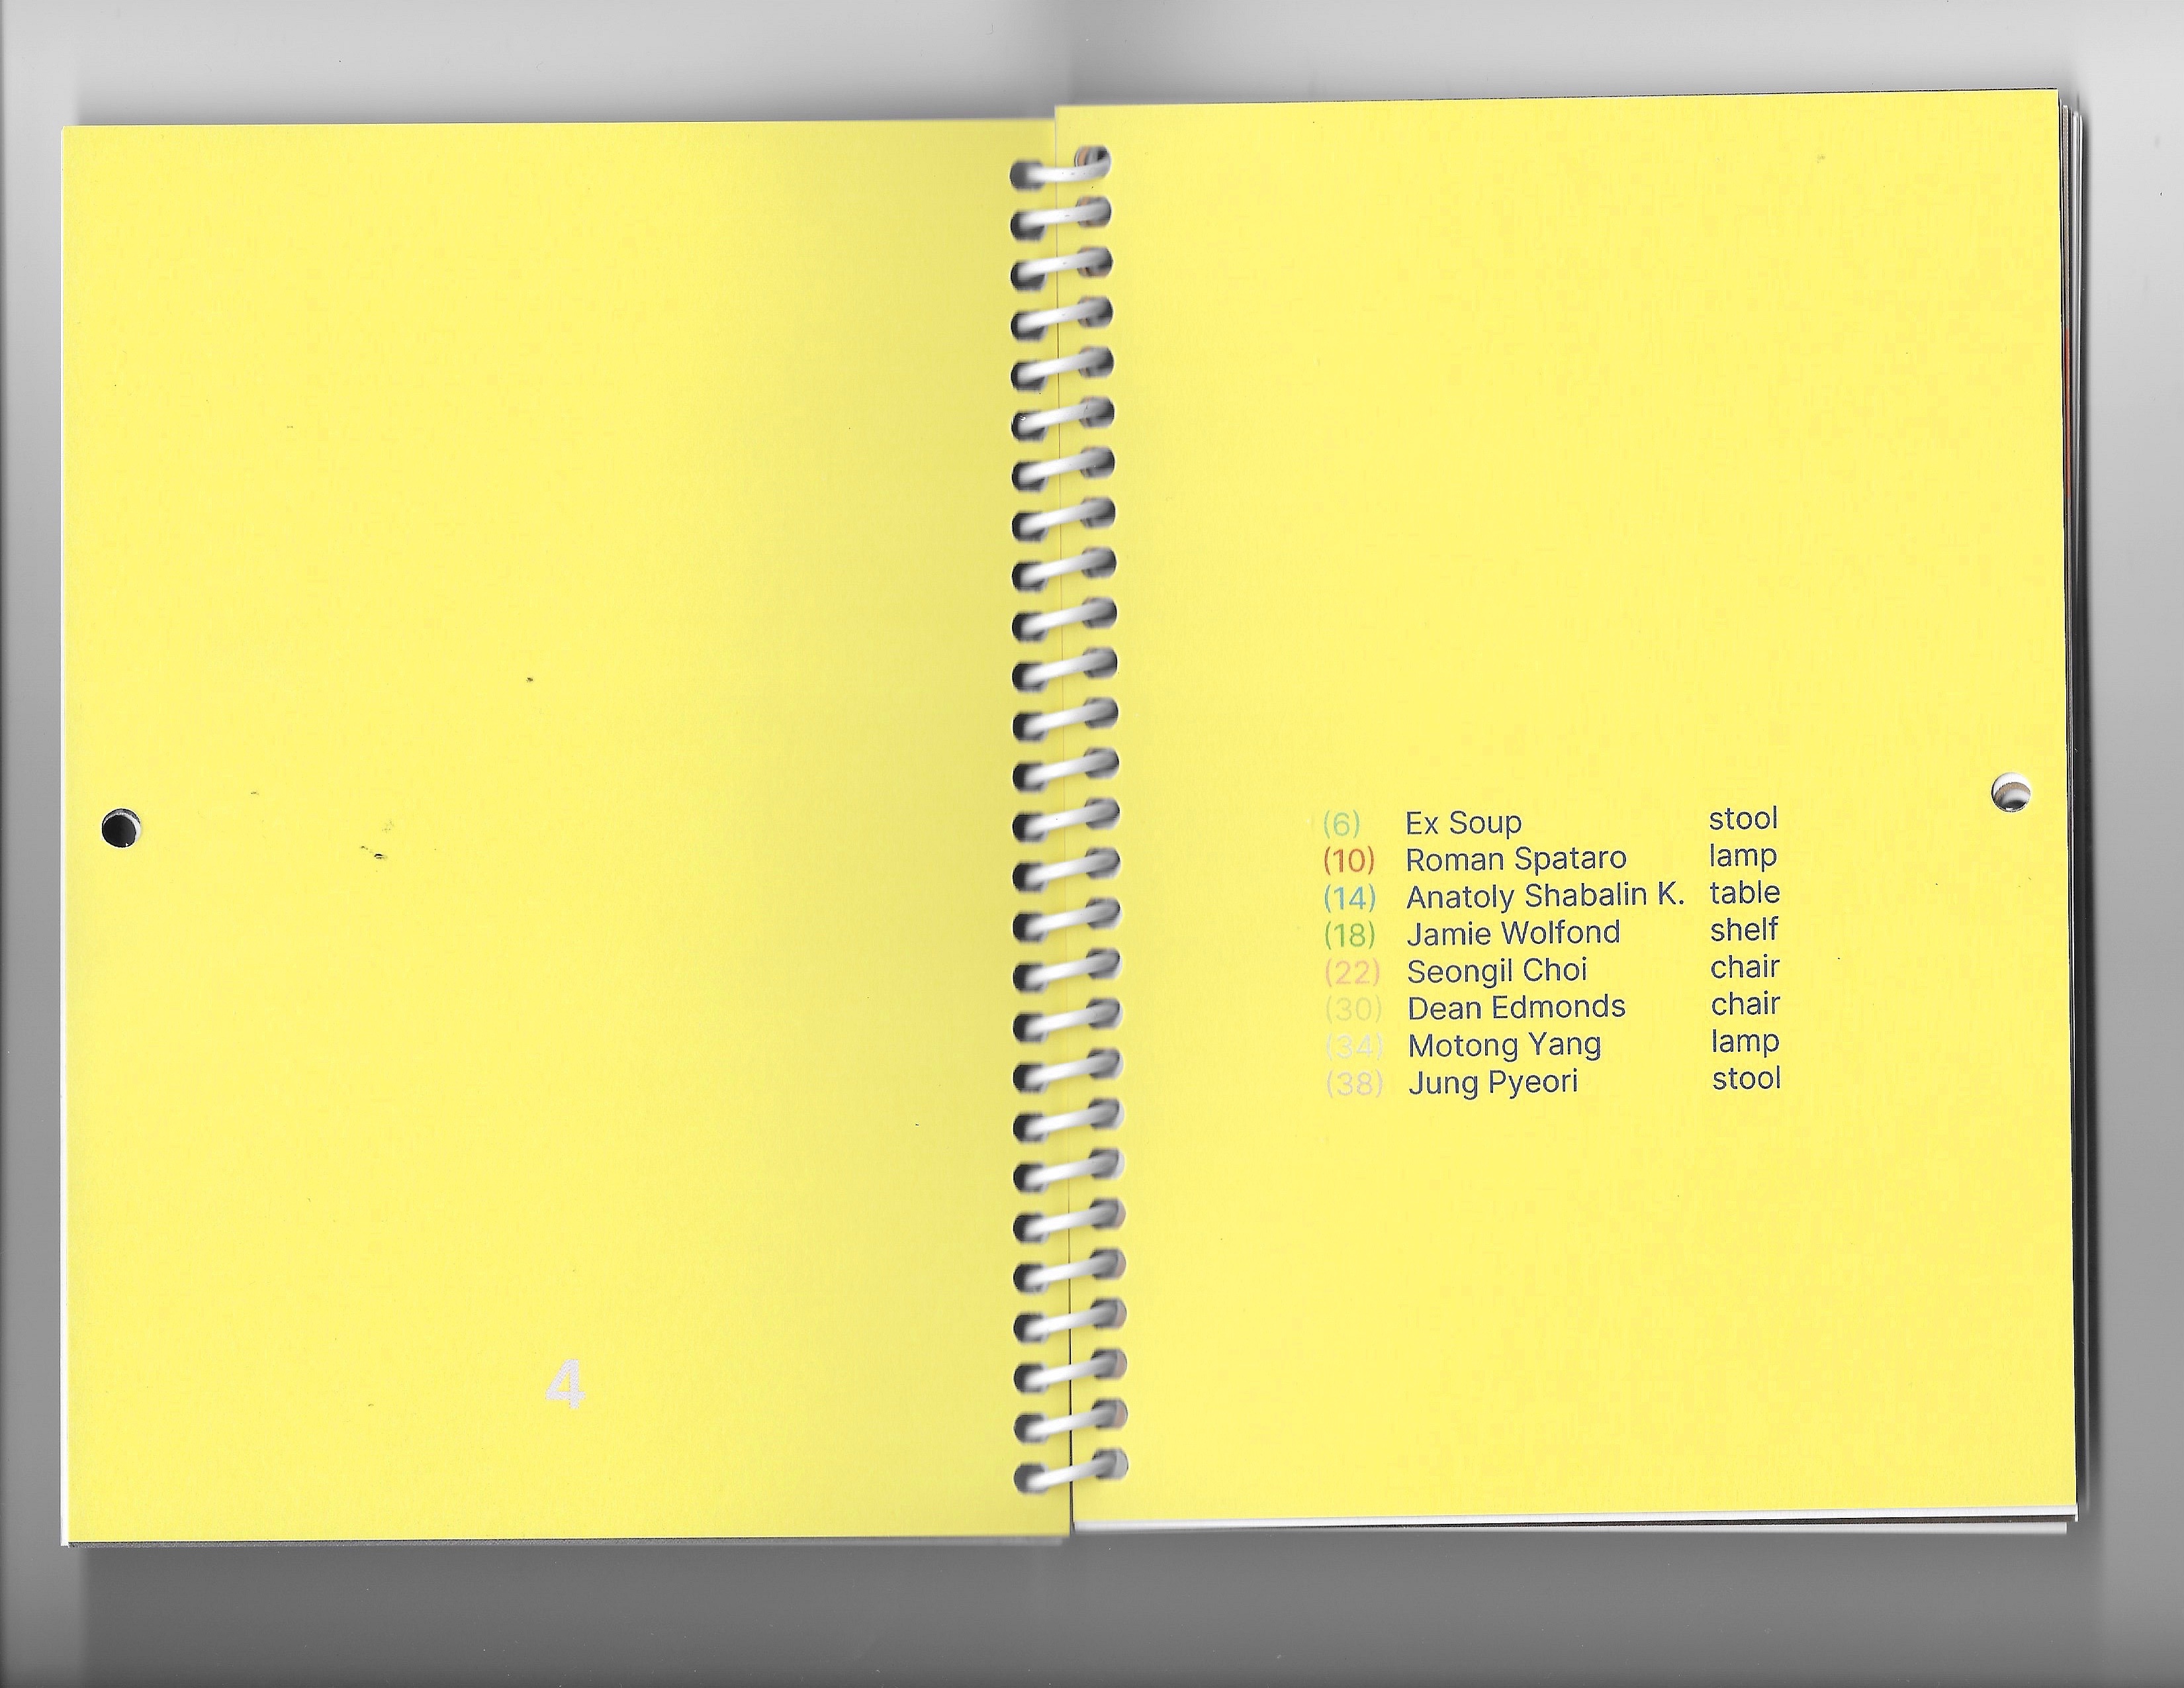 4
(6) Ex Soup stool
(10) Roman Spataro lamp
(14) Anatoly Shabalin K. table
(18) Jamie Wolfond shelf
(22) Seongil Choi chair
(30) Dean Edmonds chair
(34) Motong Yang lamp
(38) Jung Pyeori stool